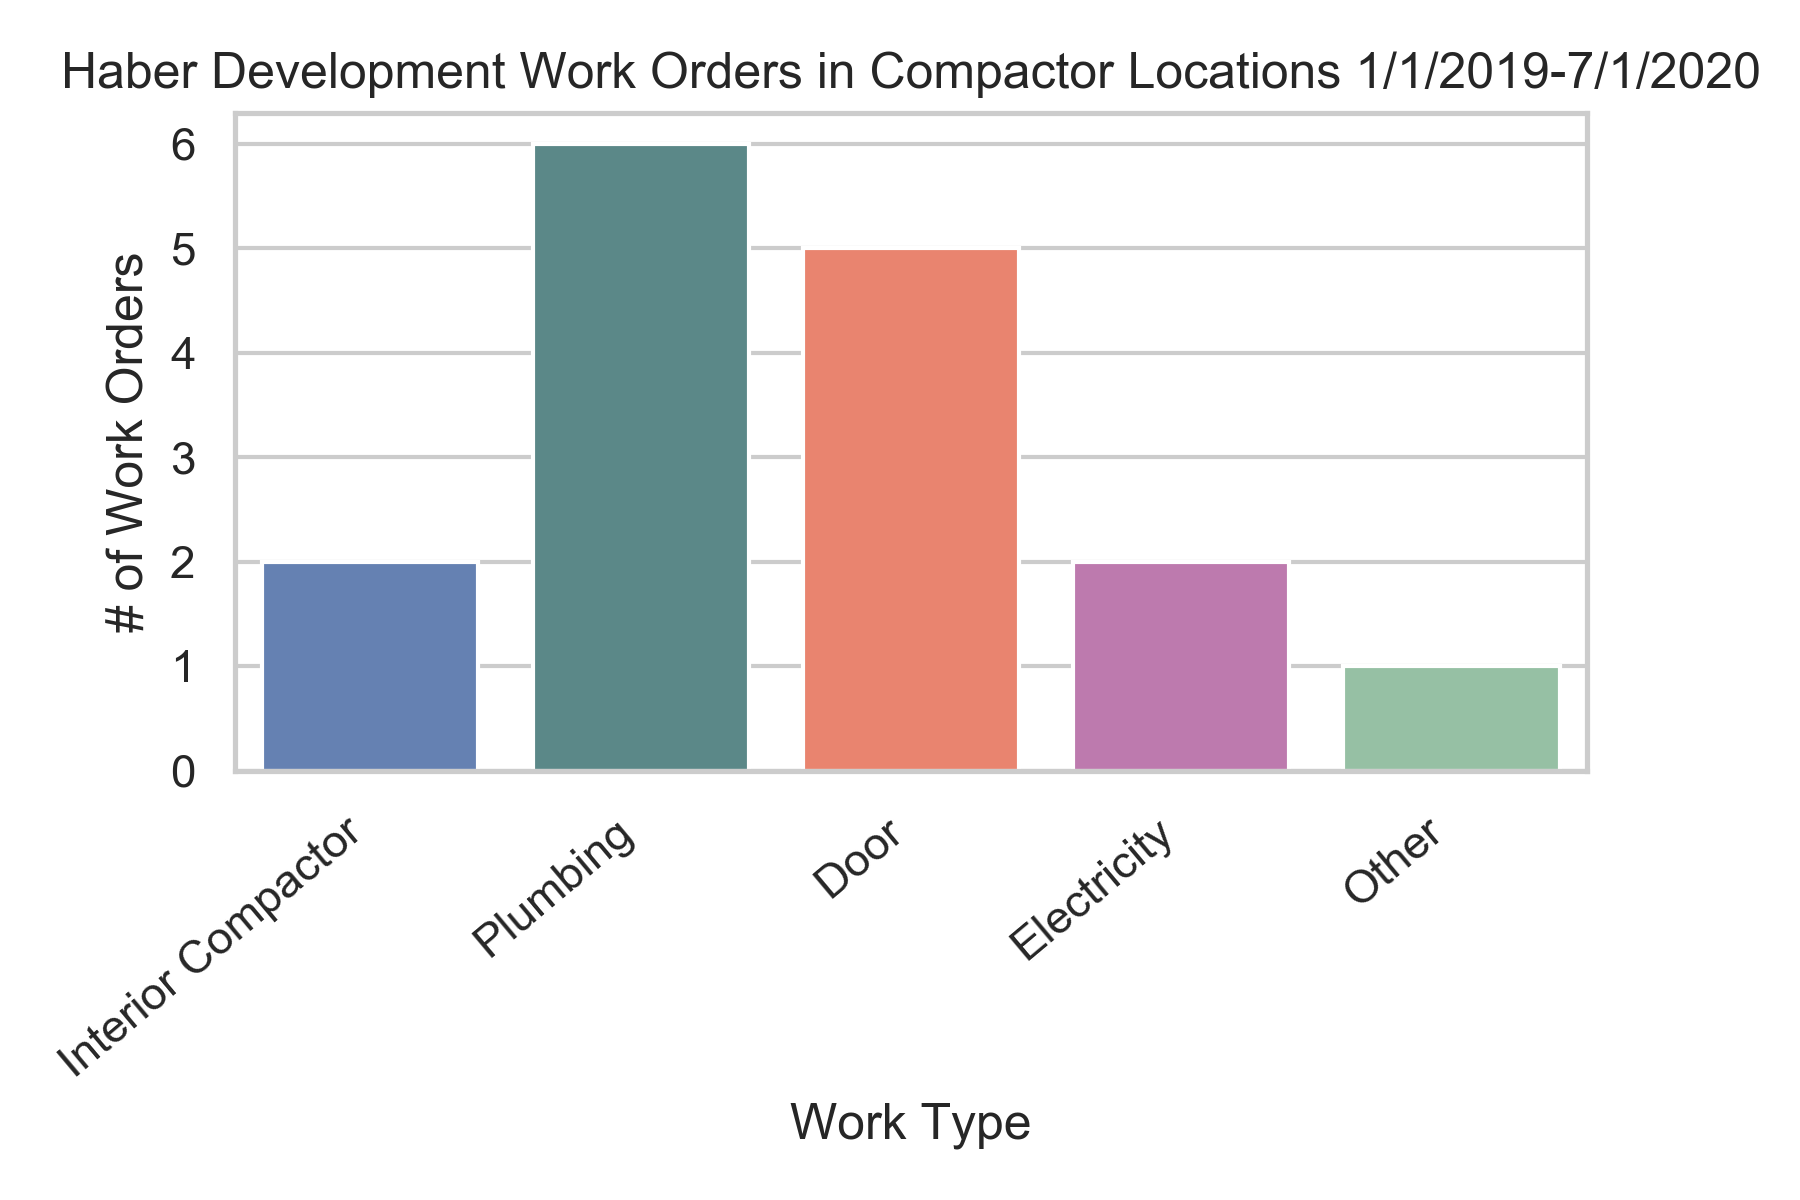 Haber Development Work Orders in Compactor Locations 1/1/2019-7/1/2020
# of Work Orders
6
5
4
3
2
1
0
Interior Compactor
Plumbing
Door
Electricity
Other
Work Type